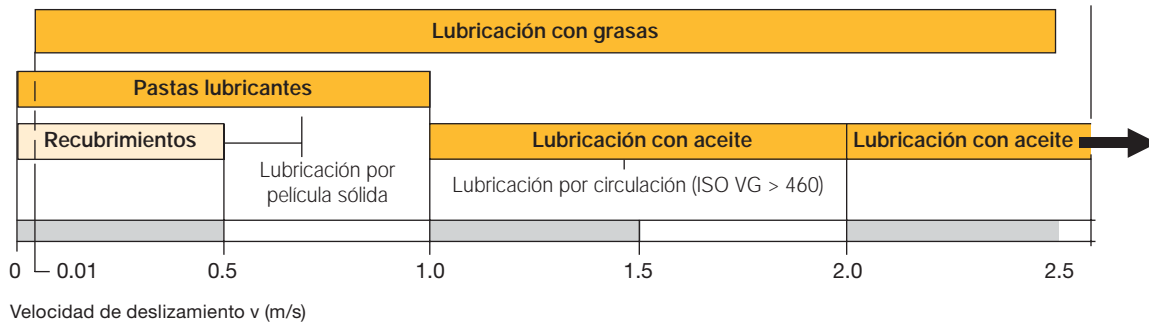 Lubricación con grasas
Pastas lubricantes
Recubrimientos
Lubricación con aceite
Lubricación con aceite
Lubricación por
película sólida
Lubricación por circulación (ISO VG > 460)
0
0.01
0.5
1.0
1.5
2.0
2.5
Velocidad de deslizamiento v (m/s)